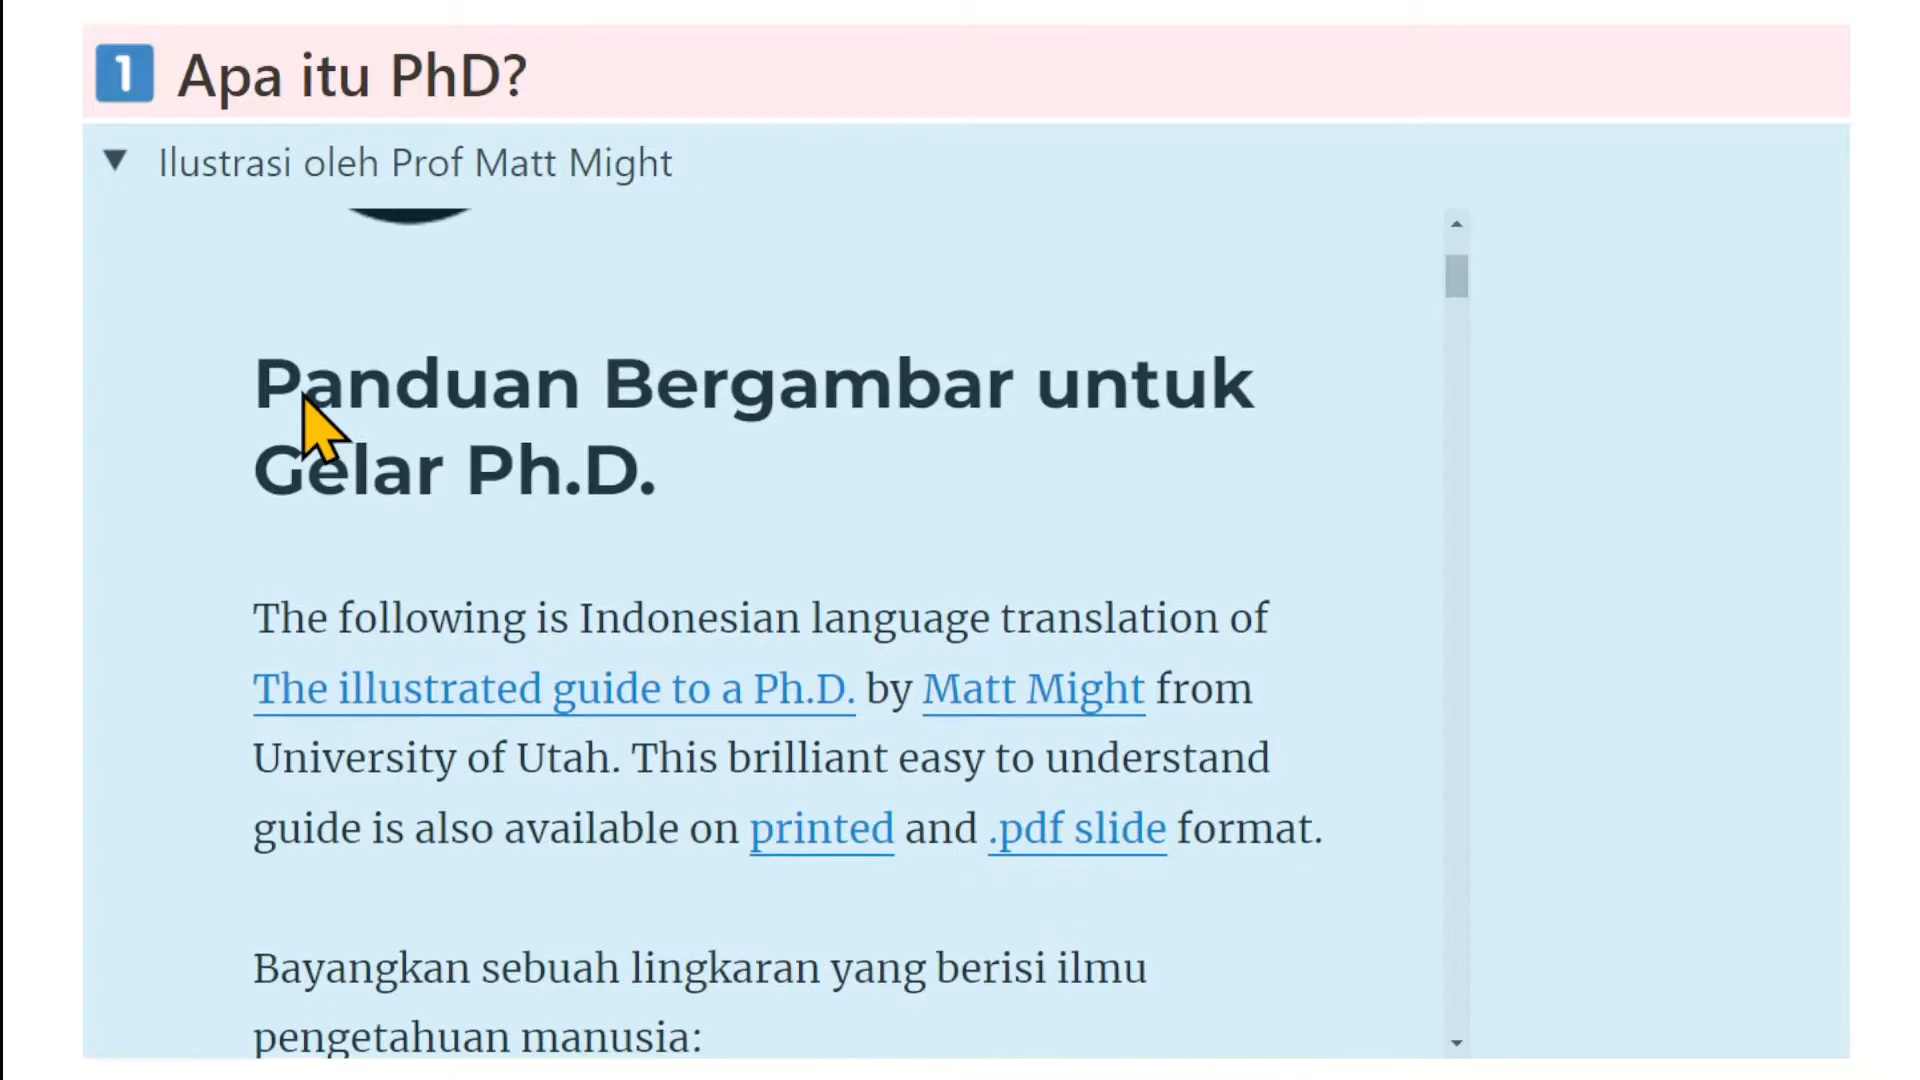 1 Apa itu PhD?
Ilustrasi oleh Prof Matt Might
Panduan Bergambar untuk
Gelar Ph.D.
The following is Indonesian language translation of
The illustrated guide to a Ph.D. by Matt Might from
University of Utah. This brilliant easy to understand
guide is also available on printed and .pdf slide format.
Bayangkan sebuah lingkaran yang berisi ilmu
pengetahuan manusia: